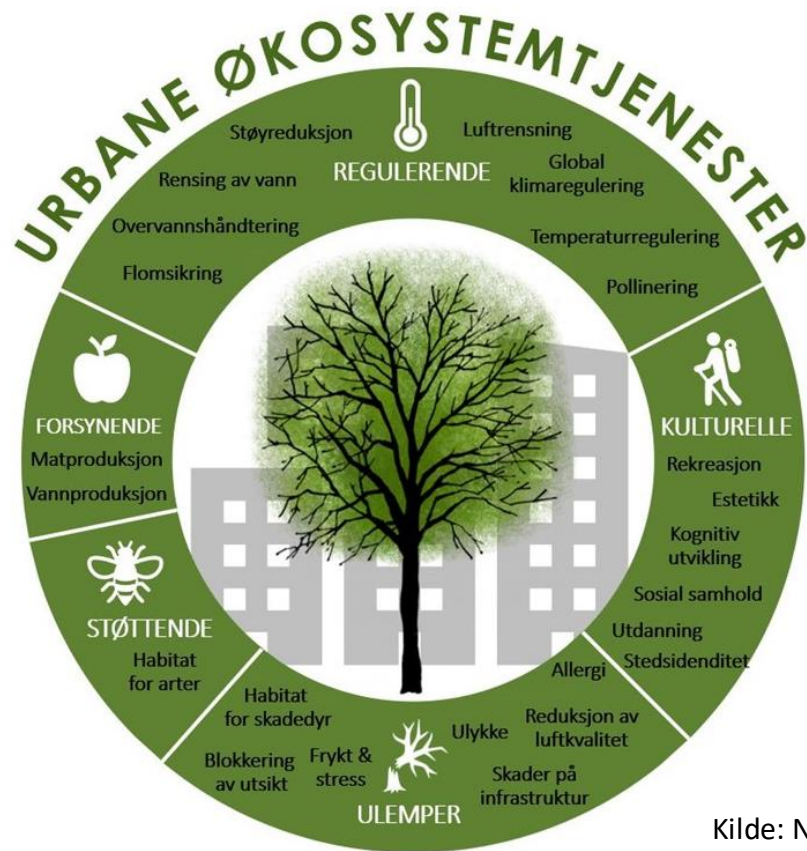 URBANE ØKOSYSTEMTJENESTER
REGULERENDE
Støyreduksjon
Luftrensning
Rensing av vann
Global
klimaregulering
Overvannshåndtering
Temperaturregulering
Flomsikring
Pollinering
KULTURELLE
Rekreasjon
Estetikk
Kognitiv
utvikling
Sosial samhold
Utdanning
Stedsidenditet
ULEMPER
Allergi
Reduksjon av
luftkvalitet
Ulykke
Skader på
infrastruktur
Habitat
for skadedyr
Frykt &
stress
Blokkering
av utsikt
STØTTENDE
Habitat
for arter
FORSYNENDE
Matproduksjon
Vannproduksjon
Kilde: N